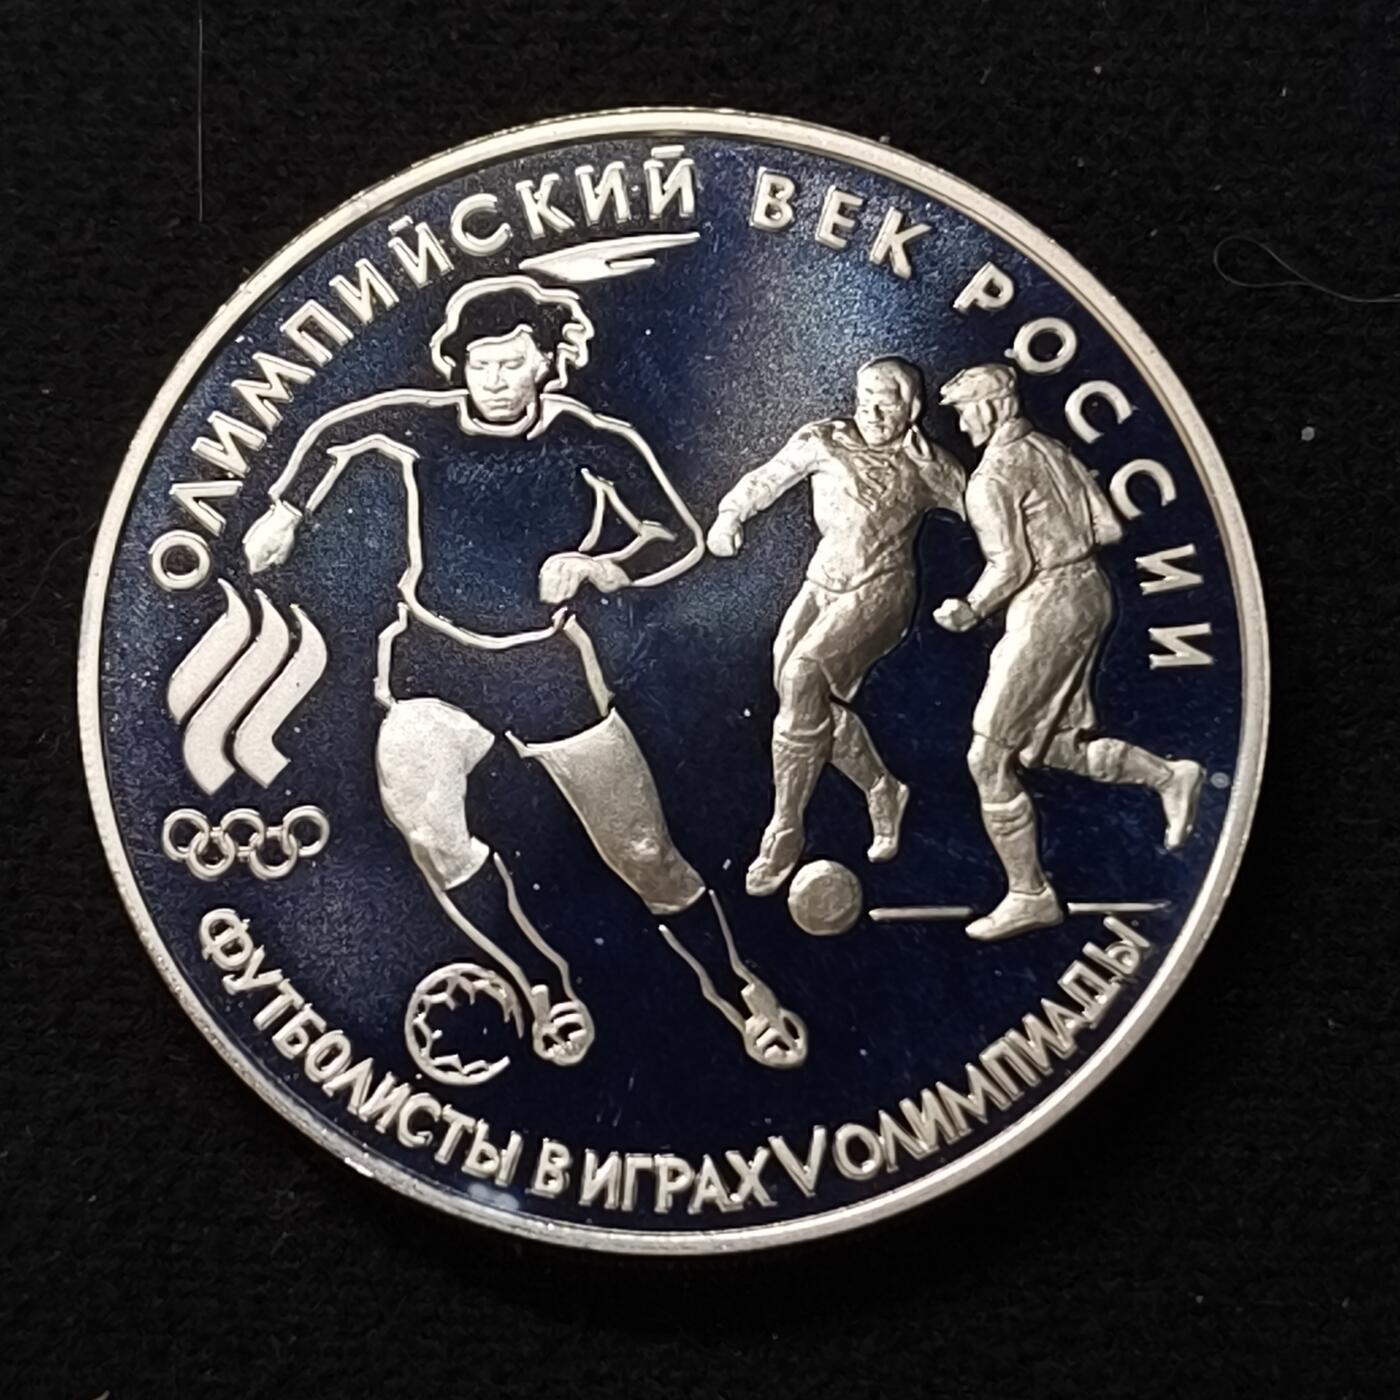 ОЛИМПИЙСКИЙ ВЕК РОССИИ
ФУТБОЛИСТЫ В ИГРАХ V ОЛИМПИАДЫ